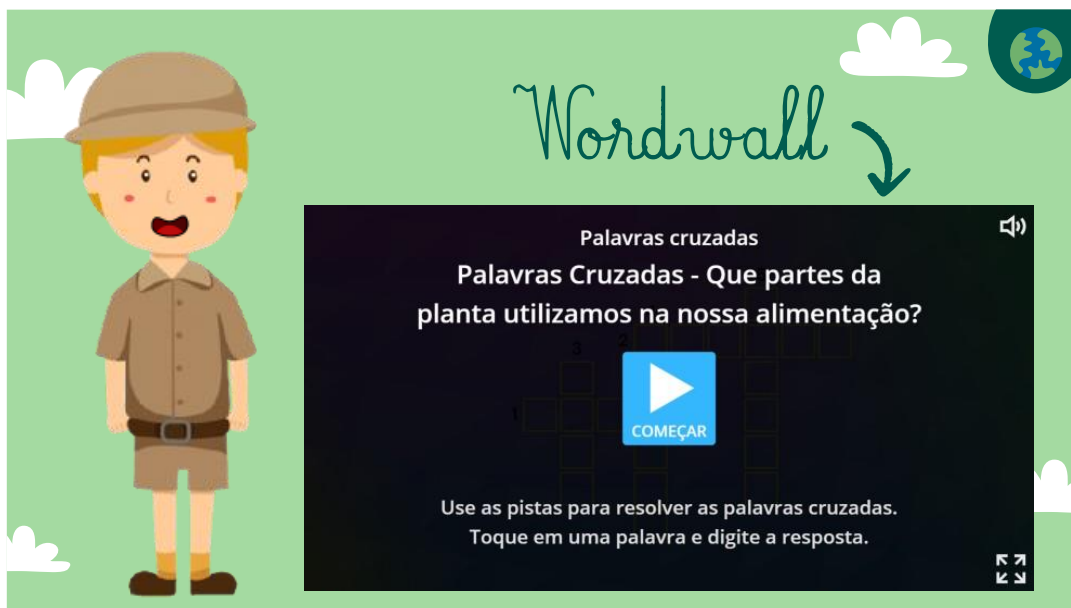 Wordwall
Palavras cruzadas
Palavras Cruzadas - Que partes da
planta utilizamos na nossa alimentação?
3
2
1
COMEÇAR
Use as pistas para resolver as palavras cruzadas.
Toque em uma palavra e digite a resposta.